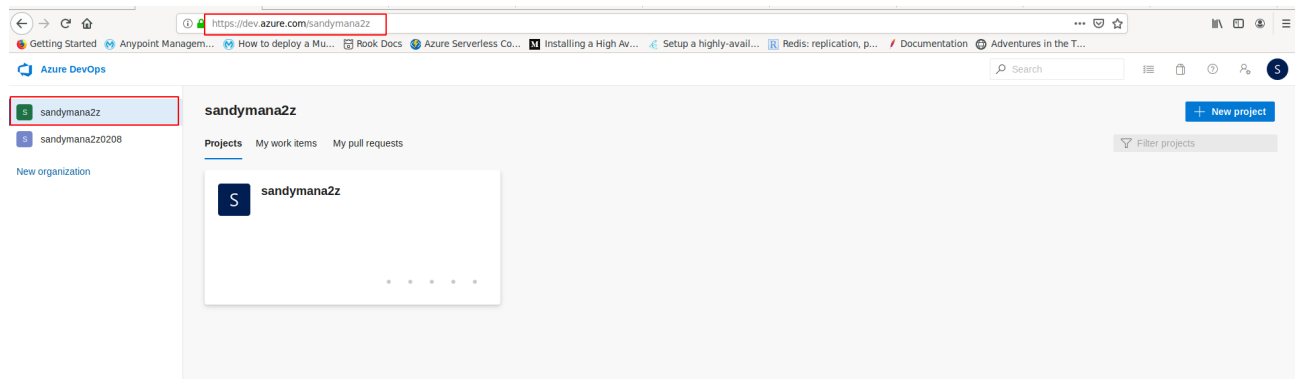 https://dev.azure.com/sandymana2z
Getting Started Anypoint Managem... How to deploy a Mu... Rook Docs Azure Serverless Co... M Installing a High Av... Setup a highly-avail... R Redis: replication, p... Documentation Adventures in the T...
Azure DevOps Search S
S sandymana2z
S sandymana2z0208
New organization
sandymana2z
New project
Projects My work items My pull requests
Filter projects
S sandymana2z